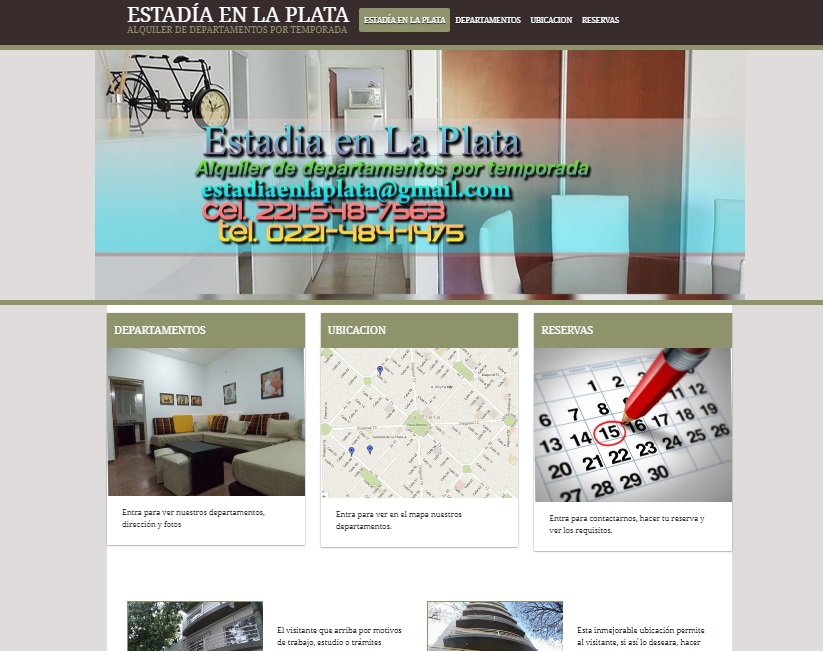 ESTADÍA EN LA PLATA
ALQUILER DE DEPARTAMENTOS POR TEMPORADA
ESTADÍA EN LA PLATA DEPARTAMENTOS UBICACION RESERVAS
Estadia en La Plata
Alquiler de departamentos por temporada
estadiaenlaplata@gmail.com
cel. 221-548-7563
tel. 0221-484-1475
DEPARTAMENTOS
Entra para ver nuestros departamentos,
dirección y fotos
UBICACION
Entra para ver en el mapa nuestros
departamentos.
RESERVAS
1 2
6 7 8 11 12
13 14 15 16 17 18 19
20 21 22 23 24 25 26
27 28 29 30
Entra para contactarnos, hacer tu reserva y
ver los requisitos.
El visitante que arriba por motivos
de trabajo, estudio o trámites
Esta inmejorable ubicación permite
al visitante, si así lo deseara, hacer